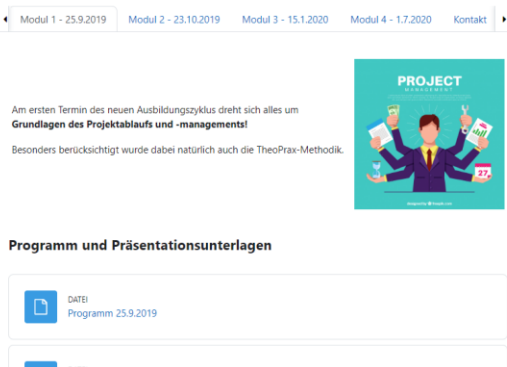 Modul 1 - 25.9.2019 Modul 2 - 23.10.2019 Modul 3 - 15.1.2020 Modul 4 - 1.7.2020 Kontakt
PROJECT
MANAGEMENT
Am ersten Termin des neuen Ausbildungszyklus dreht sich alles um
Grundlagen des Projektablaufs und -managements!
Besonders berücksichtigt wurde dabei natürlich auch die TheoPrax-Methodik.
27
Programm und Präsentationsunterlagen
DATEI
Programm 25.9.2019